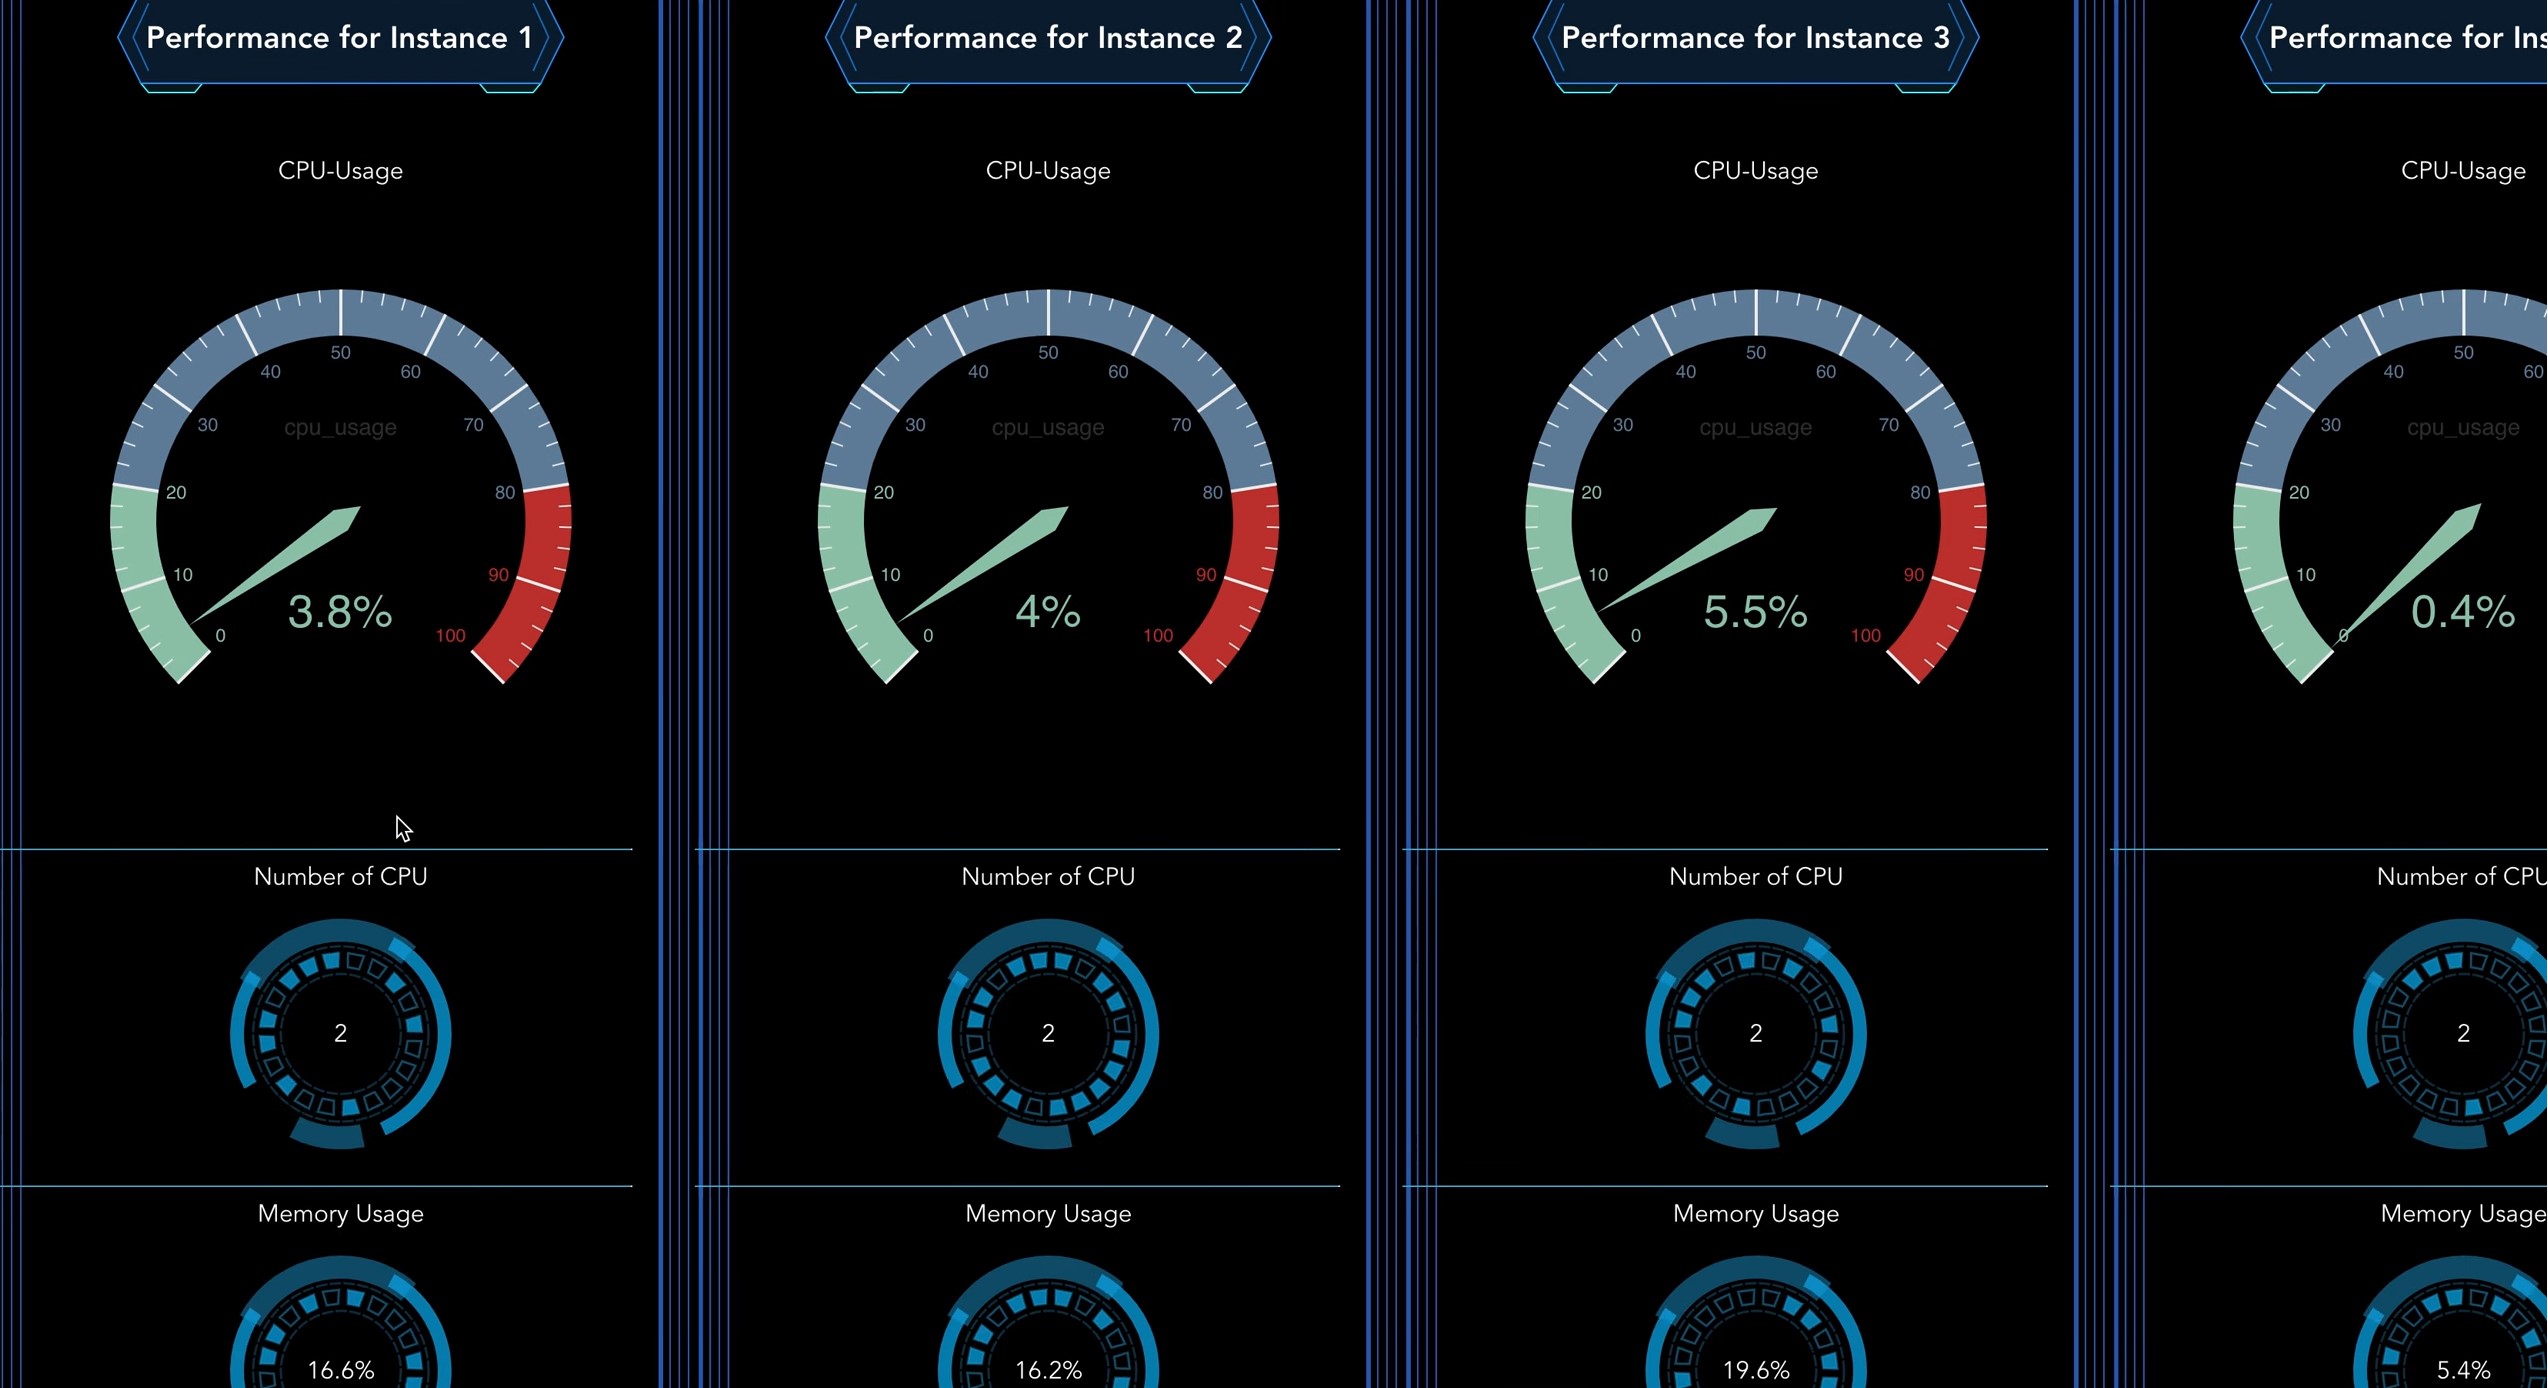 Performance for Instance 1
Performance for Instance 2
Performance for Instance 3
Performance for Ins
CPU-Usage
CPU-Usage
CPU-Usage
CPU-Usage
0 10 20 30 40 50 60 70 80 90 100
cpu_usage
3.8%
0 10 20 30 40 50 60 70 80 90 100
cpu_usage
4%
0 10 20 30 40 50 60 70 80 90 100
cpu_usage
5.5%
0 10 20 30 40 50 60
cpu_usage
0.4%
Number of CPU
Number of CPU
Number of CPU
Number of CPU
2
2
2
2
Memory Usage
Memory Usage
Memory Usage
Memory Usage
16.6%
16.2%
19.6%
5.4%